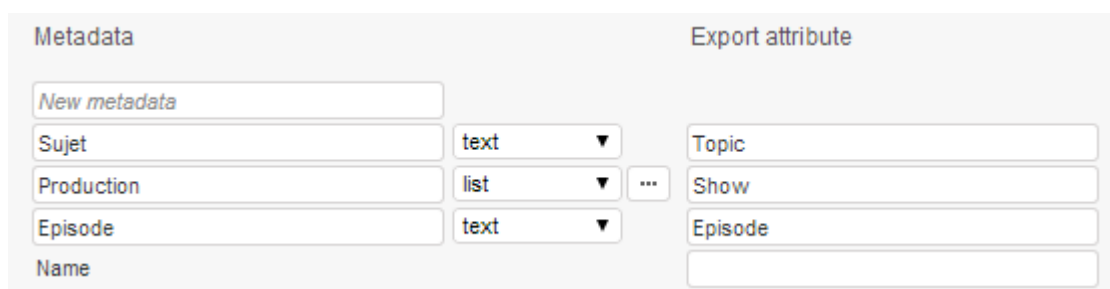 Metadata Export attribute
New metadata
Sujet text Topic
Production list ... Show
Episode text Episode
Name